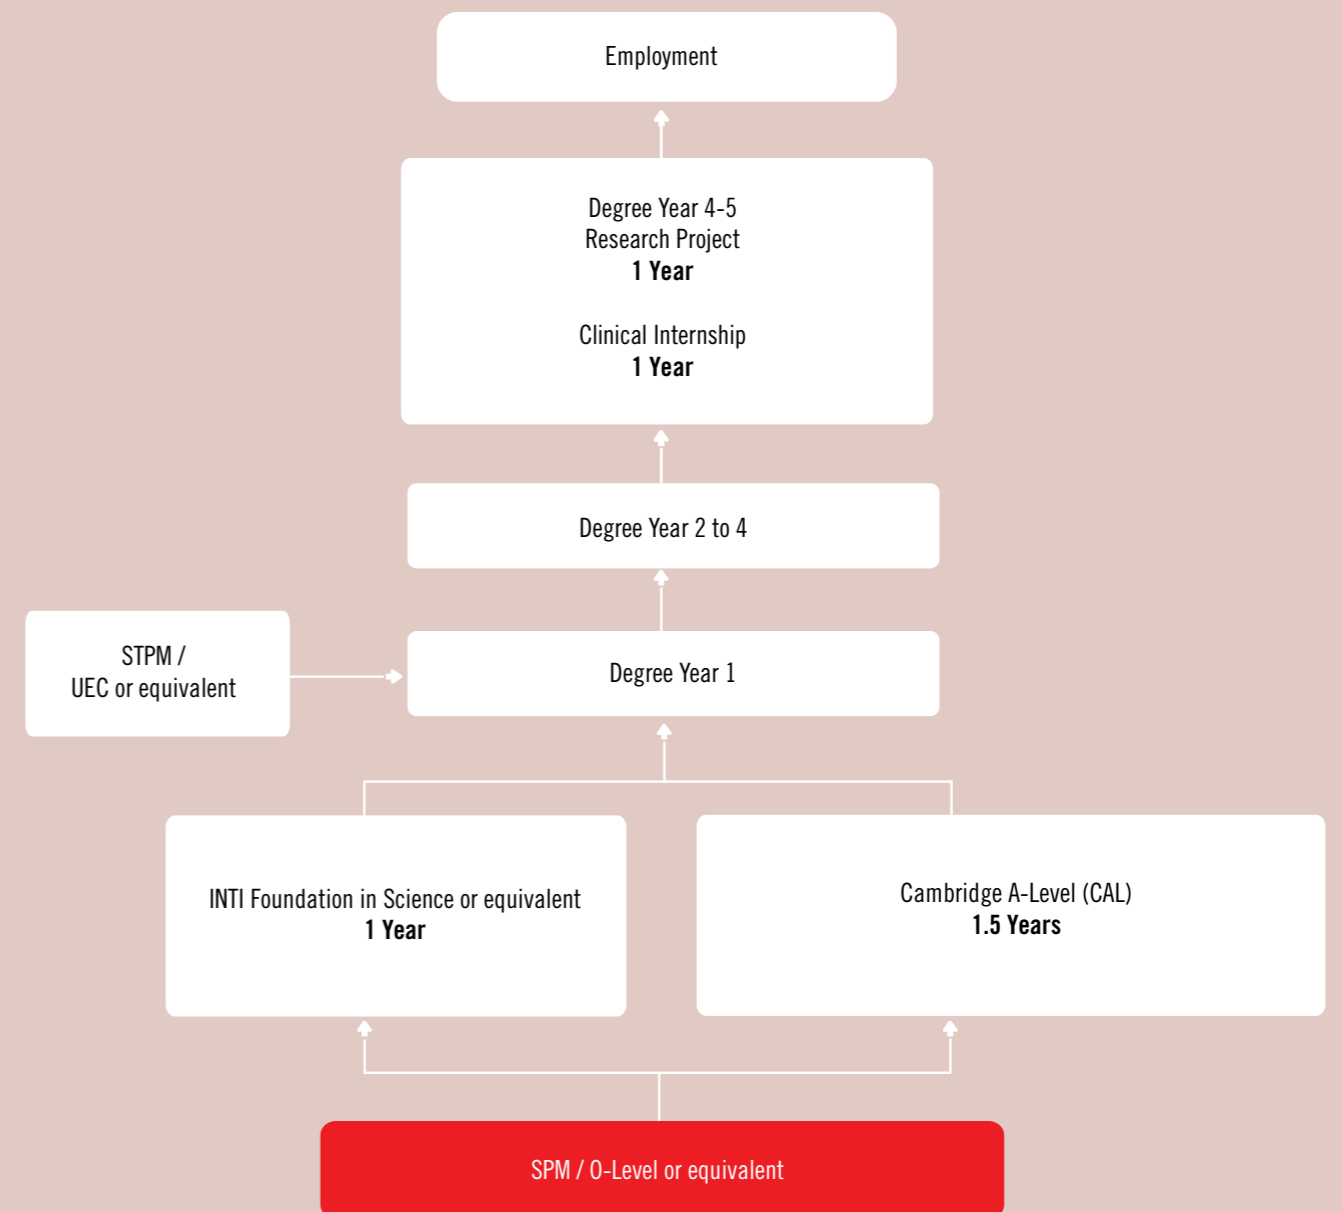 Employment
Degree Year 4-5
Research Project
1 Year
Clinical Internship
1 Year
Degree Year 2 to 4
STPM /
UEC or equivalent
Degree Year 1
INTI Foundation in Science or equivalent
1 Year
Cambridge A-Level (CAL)
1.5 Years
SPM / O-Level or equivalent